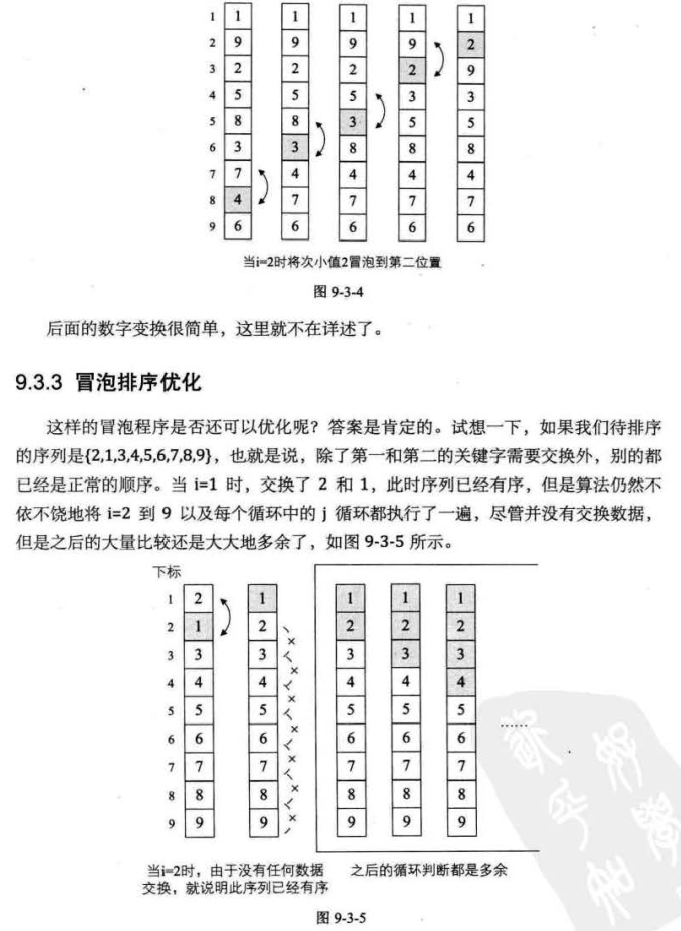 1 1 1 1 1 1
2 9 9 9 9 2
3 2 2 2 2 9
4 5 5 5 3 3
5 8 8 3 5 5
6 3 3 8 8 8
7 7 4 4 4 4
8 4 7 7 7 7
9 6 6 6 6 6
当i=2时将次小值2冒泡到第二位置
图 9-3-4
后面的数字变换很简单，这里就不在详述了。
9.3.3 冒泡排序优化
这样的冒泡程序是否还可以优化呢？答案是肯定的。试想一下，如果我们待排序
的序列是{2,1,3,4,5,6,7,8,9}，也就是说，除了第一和第二的关键字需要交换外，别的都
已经是正常的顺序。当 i=1 时，交换了 2 和 1，此时序列已经有序，但是算法仍然不
依不饶地将 i=2 到 9 以及每个循环中的 j 循环都执行了一遍，尽管并没有交换数据，
但是之后的大量比较还是大大地多余了，如图 9-3-5 所示。
下标
1 2 1 1 1 1
2 1 2 2 2 2
3 3 3 3 3 3
4 4 4 4 4 4
5 5 5 5 5 5
6 6 6 6 6 6
7 7 7 7 7 7
8 8 8 8 8 8
9 9 9 9 9 9
......
当i=2时，由于没有任何数据
交换，就说明此序列已经有序
之后的循环判断都是多余
图 9-3-5